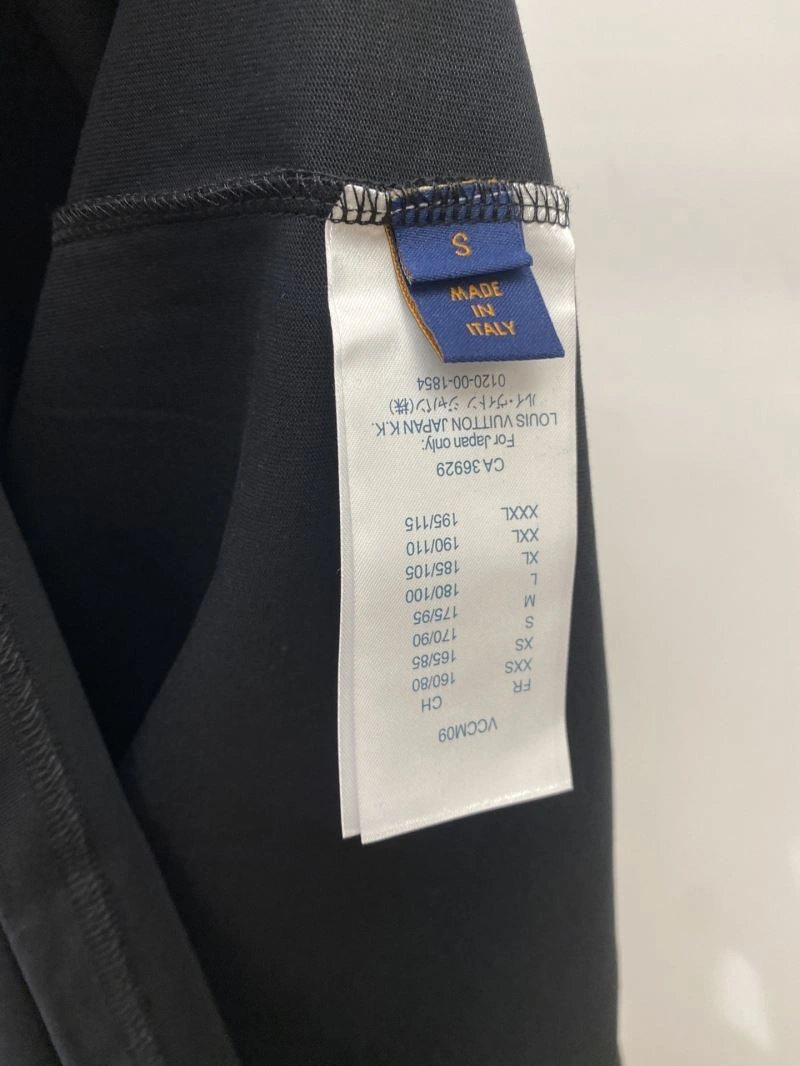 S
MADE
IN
ITALY
VCCM09
FR CH
XXS 160/80
XS 165/85
S 170/90
M 175/95
L 180/100
XL 185/105
XXL 190/110
XXXL 195/115
CA 36929
For Japan only:
LOUIS VUITTON JAPAN K.K.
ルイ・ヴィトン ジャパン(株)
0120-00-1854